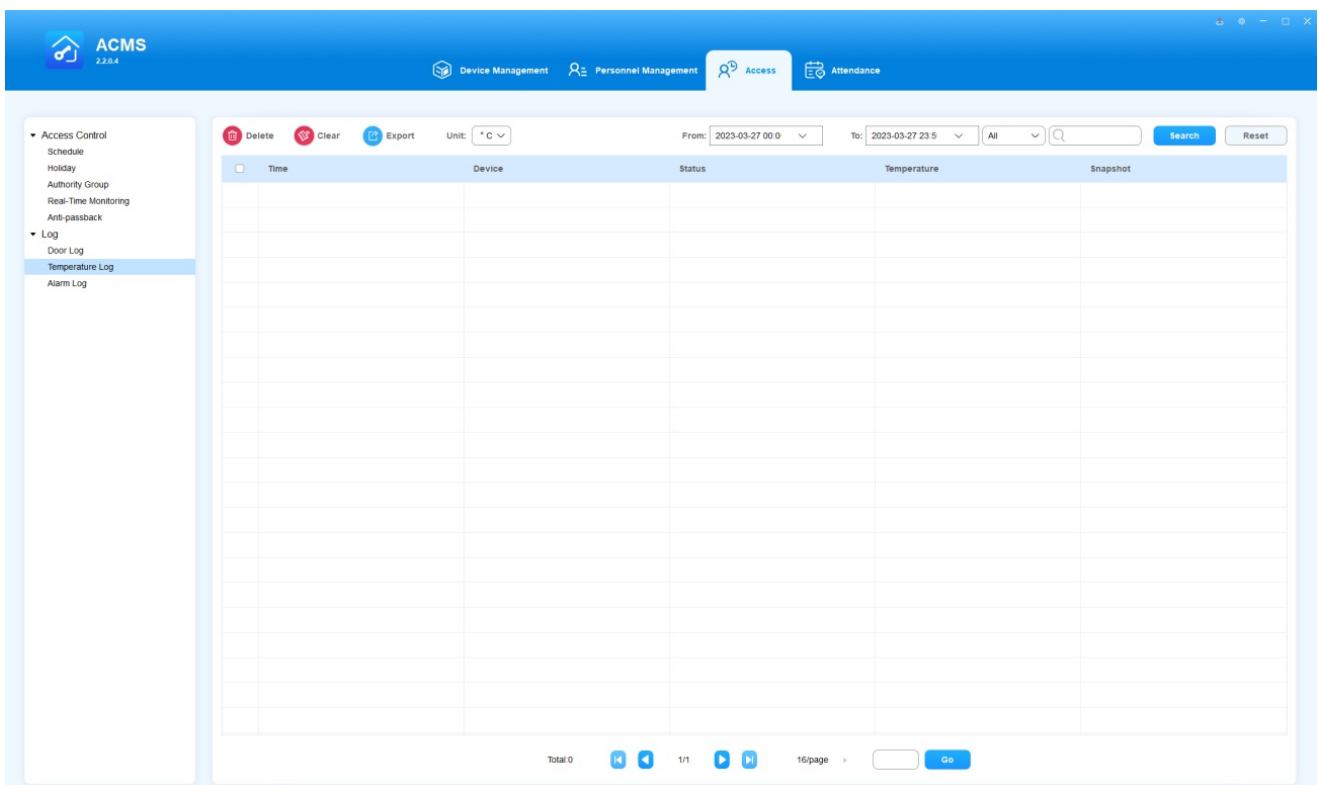 ACMS
2.2.0.4
Device Management
Personnel Management
Access
Attendance
Access Control
Schedule
Holiday
Authority Group
Real-Time Monitoring
Anti-passback
Log
Door Log
Temperature Log
Alarm Log
Delete Clear Export Unit: ° C From: 2023-03-27 00:0 To: 2023-03-27 23:5 All Search Reset
Time Device Status Temperature Snapshot
Total:0 1/1 16/page Go